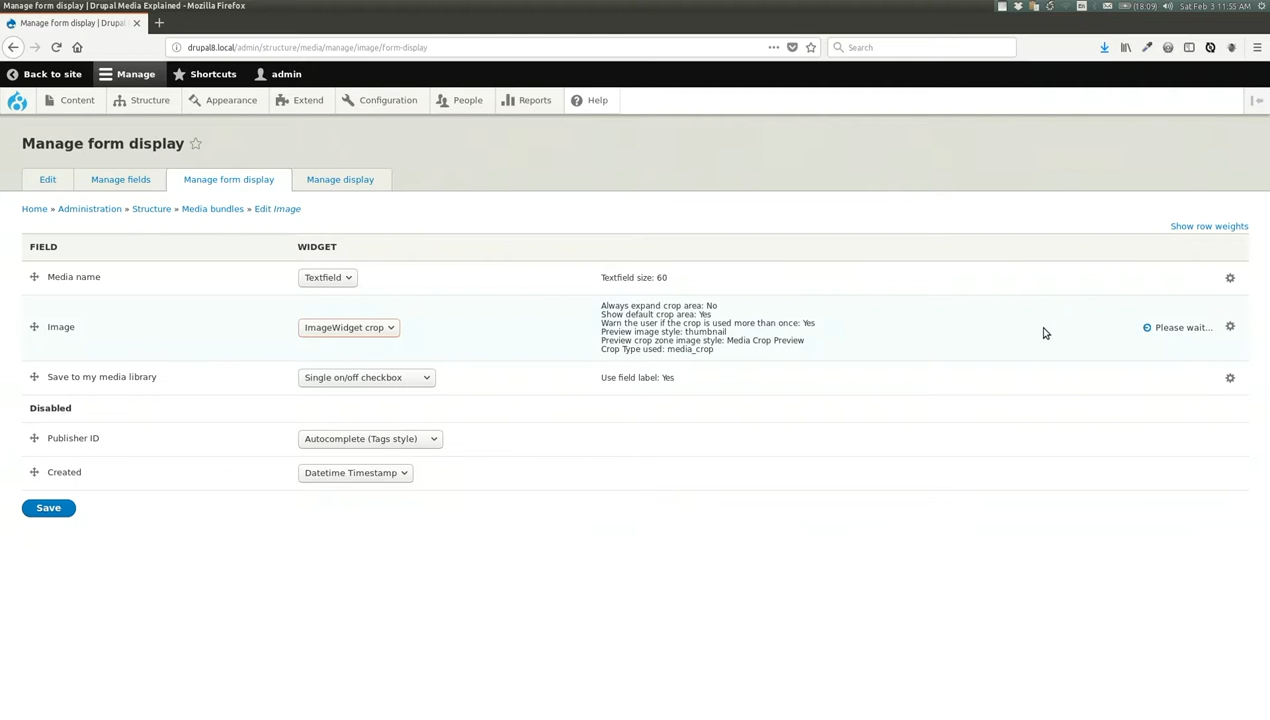 Manage form display | Drupal Media Explained - Mozilla Firefox
En
(18:09)
Sat Feb 3 11:55 AM
Manage form display | Drupal
drupal8.local/admin/structure/media/manage/image/form-display
Search
Back to site
Manage
Shortcuts
admin
Content
Structure
Appearance
Extend
Configuration
People
Reports
Help
Manage form display
Edit
Manage fields
Manage form display
Manage display
Home » Administration » Structure » Media bundles » Edit Image
Show row weights
FIELD
WIDGET
Media name
Textfield
Textfield size: 60
Image
ImageWidget crop
Always expand crop area: No
Show default crop area: Yes
Warn the user if the crop is used more than once: Yes
Preview image style: thumbnail
Preview crop zone image style: Media Crop Preview
Crop Type used: media_crop
Please wait...
Save to my media library
Single on/off checkbox
Use field label: Yes
Disabled
Publisher ID
Autocomplete (Tags style)
Created
Datetime Timestamp
Save